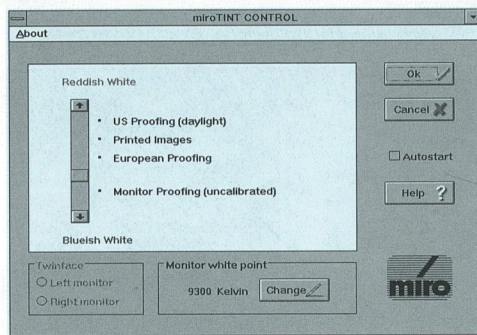 miroTINT CONTROL
About
Reddish White
US Proofing (daylight)
Printed Images
European Proofing
Monitor Proofing (uncalibrated)
Blueish White
Ok
Cancel
Autostart
Help ?
Twinface
Left monitor
Right monitor
Monitor white point
9300 Kelvin Change
miro